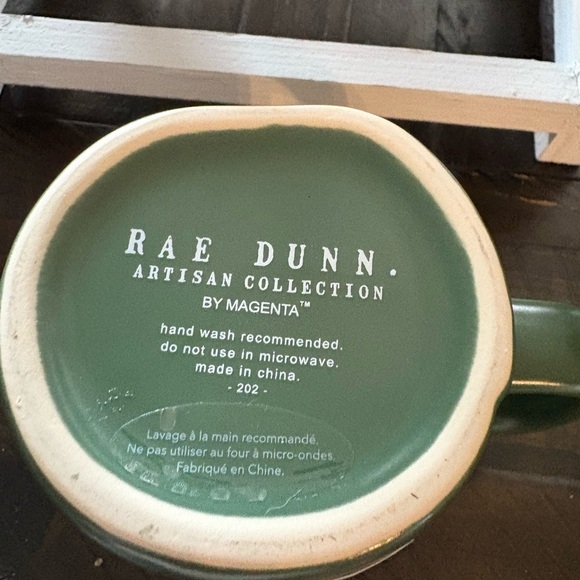 RAE DUNN.
ARTISAN COLLECTION
BY MAGENTA™
hand wash recommended.
do not use in microwave.
made in china.
- 202 -
Lavage à la main recommandé.
Ne pas utiliser au four à micro-ondes.
Fabriqué en Chine.